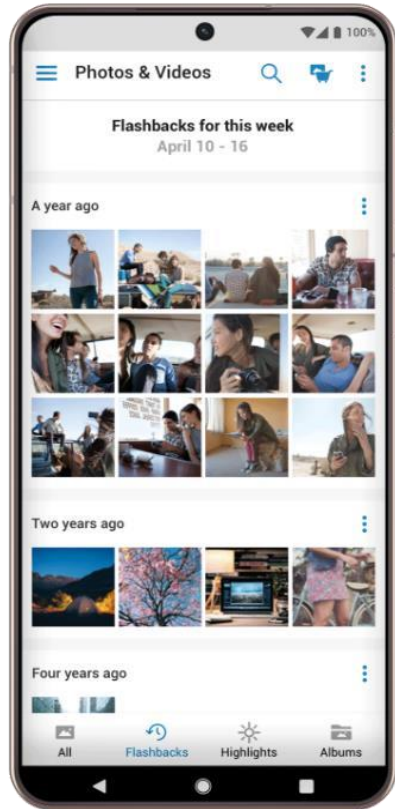 100%
Photos & Videos
Flashbacks for this week
April 10 - 16
A year ago
Two years ago
Four years ago
All Flashbacks Highlights Albums